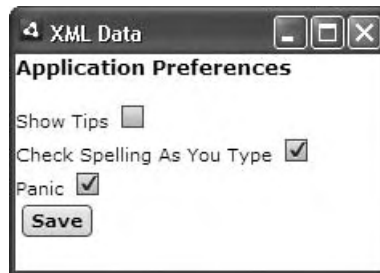 XML Data
Application Preferences
Show Tips
Check Spelling As You Type
Panic
Save